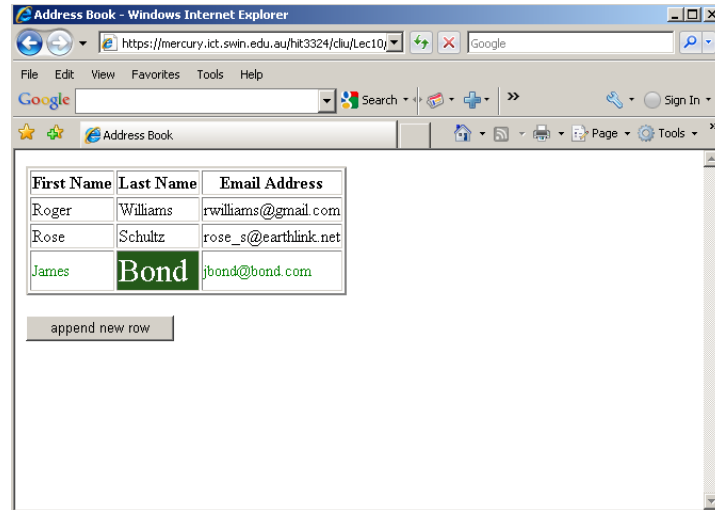 Address Book - Windows Internet Explorer
https://mercury.ict.swin.edu.au/hit3324/cliu/Lec10/
Google
File Edit View Favorites Tools Help
Google Search Sign In
Address Book Page Tools
First Name Last Name Email Address
Roger Williams rwilliams@gmail.com
Rose Schultz rose_s@earthlink.net
James Bond jbond@bond.com
append new row